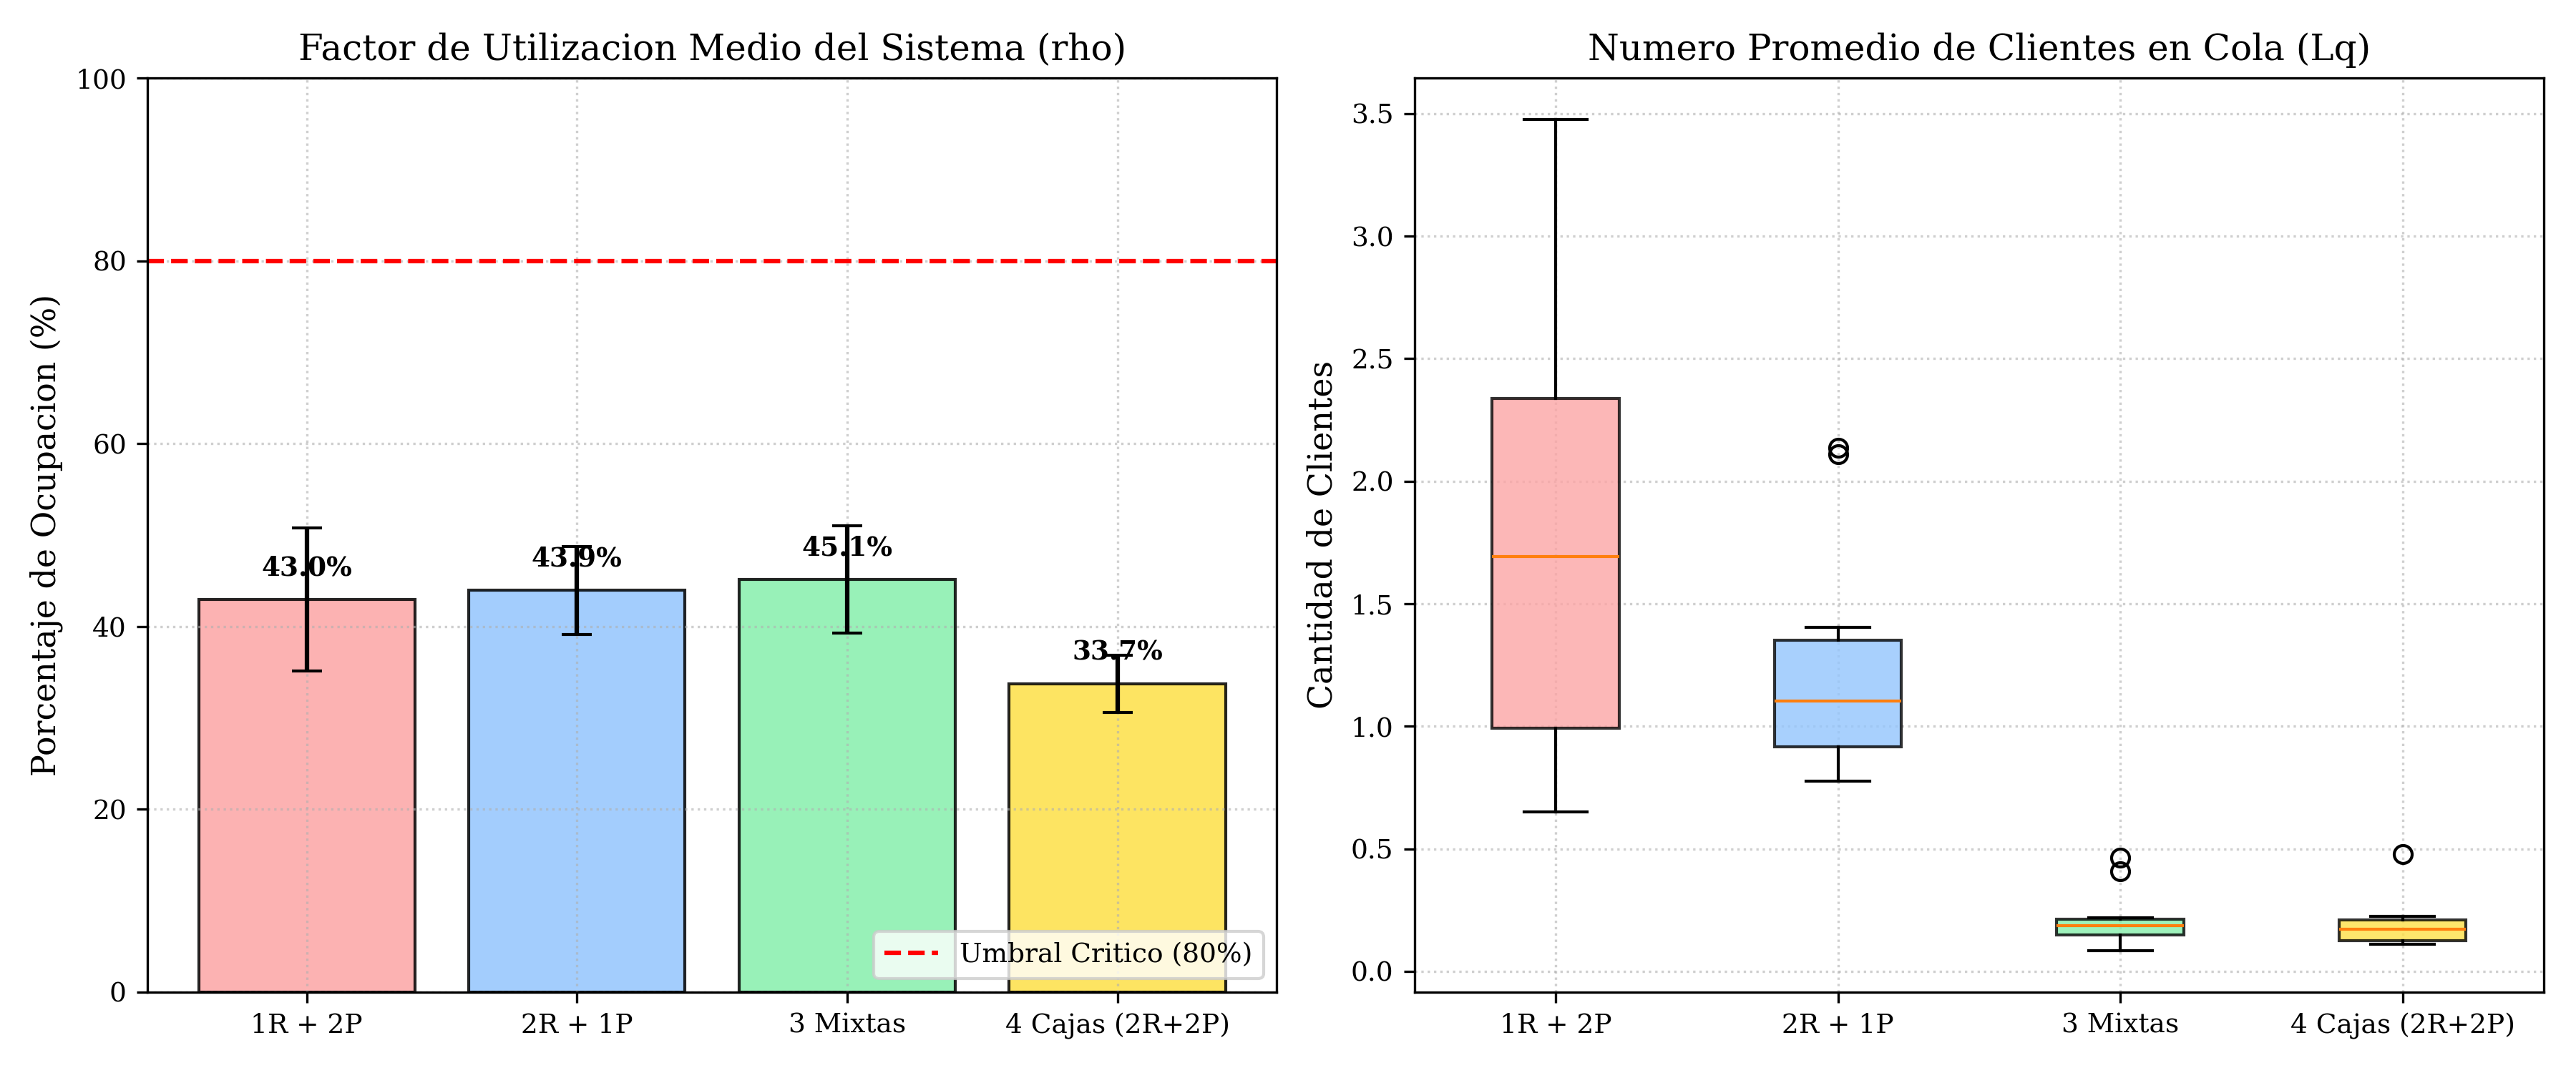 Factor de Utilizacion Medio del Sistema (rho)
Porcentaje de Ocupacion (%)
100
80
60
40
20
0
43.0%
43.9%
45.1%
33.7%
Umbral Critico (80%)
1R + 2P
2R + 1P
3 Mixtas
4 Cajas (2R+2P)
Numero Promedio de Clientes en Cola (Lq)
Cantidad de Clientes
3.5
3.0
2.5
2.0
1.5
1.0
0.5
0.0
1R + 2P
2R + 1P
3 Mixtas
4 Cajas (2R+2P)